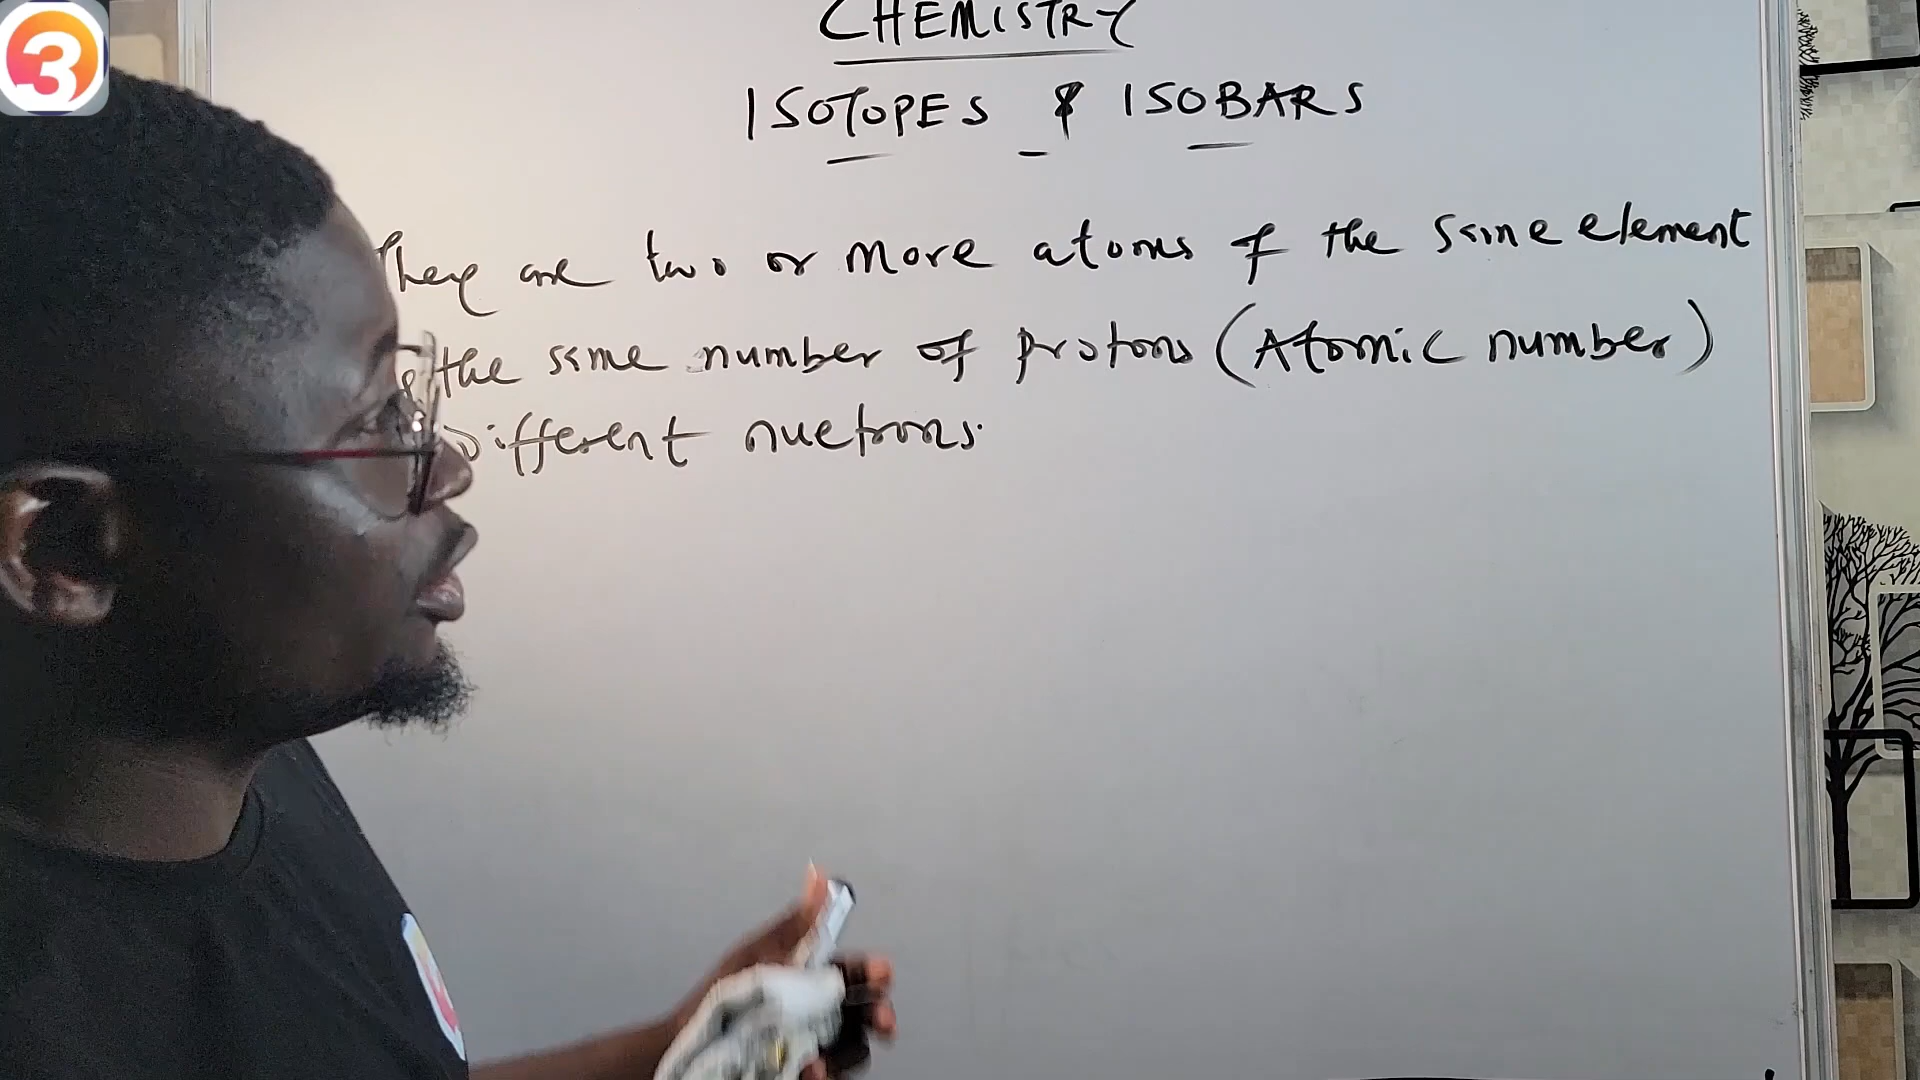 3
CHEMISTRY
ISOTOPES & ISOBARS
They are two or more atoms of the same element
the same number of protons (Atomic number)
Different nuetrons.